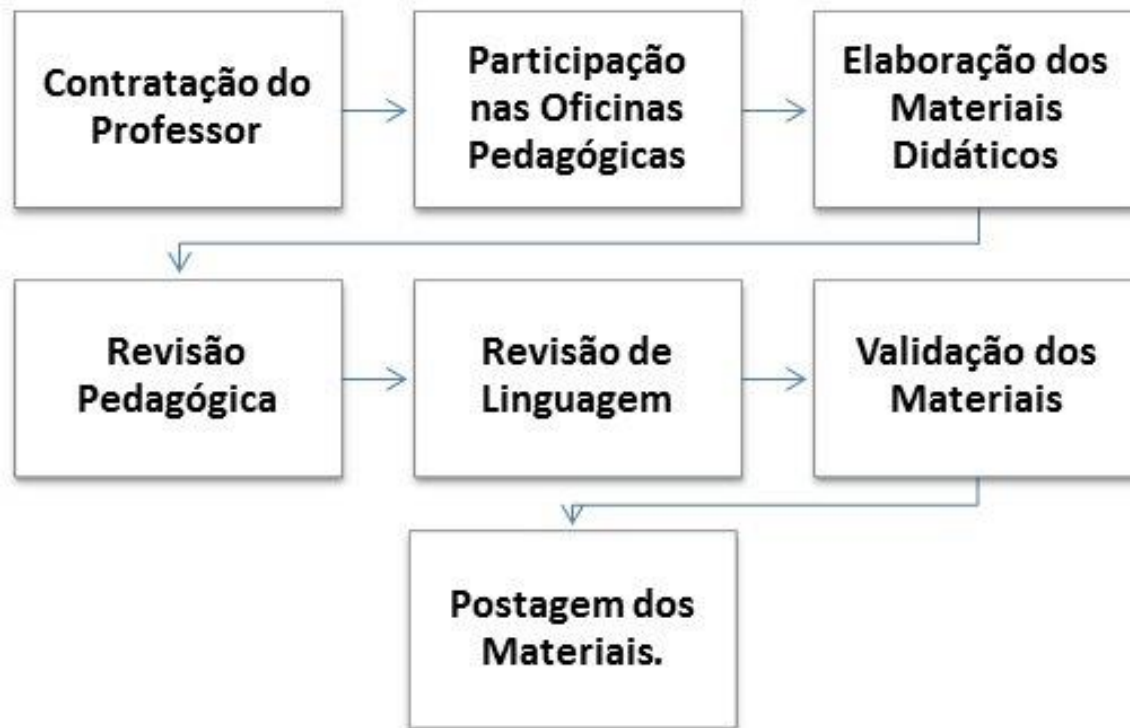 Contratação do
Professor
Participação
nas Oficinas
Pedagógicas
Elaboração dos
Materiais
Didáticos
Revisão
Pedagógica
Revisão de
Linguagem
Validação dos
Materiais
Postagem dos
Materiais.